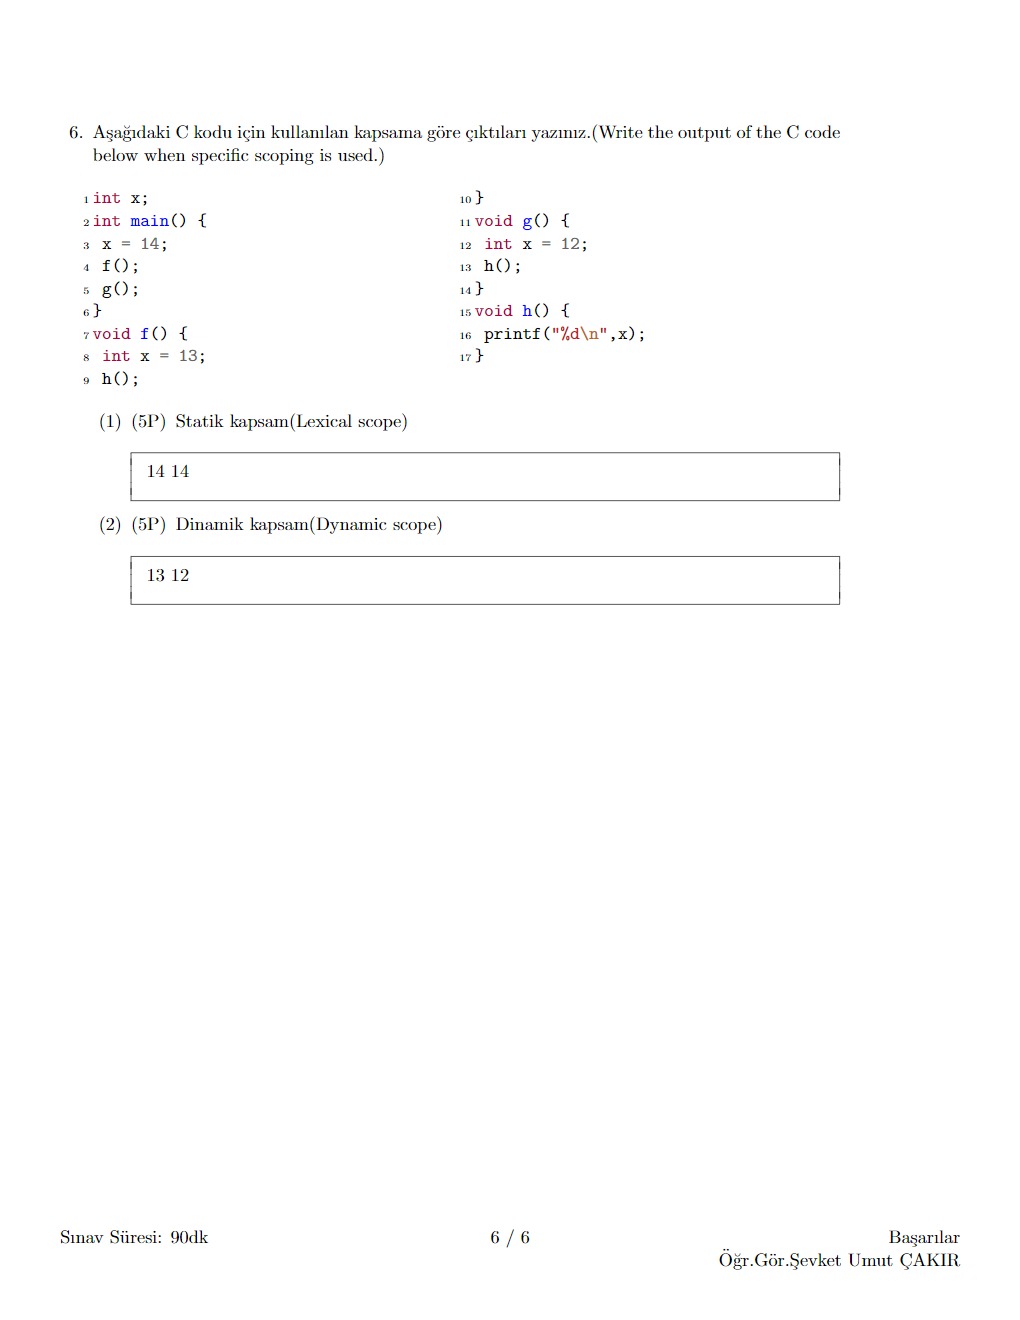 6. Aşağıdaki C kodu için kullanılan kapsama göre çıktıları yazınız.(Write the output of the C code
below when specific scoping is used.)
1 int x;
2 int main() {
3 x = 14;
4 f();
5 g();
6 }
7 void f() {
8 int x = 13;
9 h();
10 }
11 void g() {
12 int x = 12;
13 h();
14 }
15 void h() {
16 printf("%d\n",x);
17 }
(1) (5P) Statik kapsam(Lexical scope)
14 14
(2) (5P) Dinamik kapsam(Dynamic scope)
13 12
Sınav Süresi: 90dk
6 / 6
Başarılar
Öğr.Gör.Şevket Umut ÇAKIR